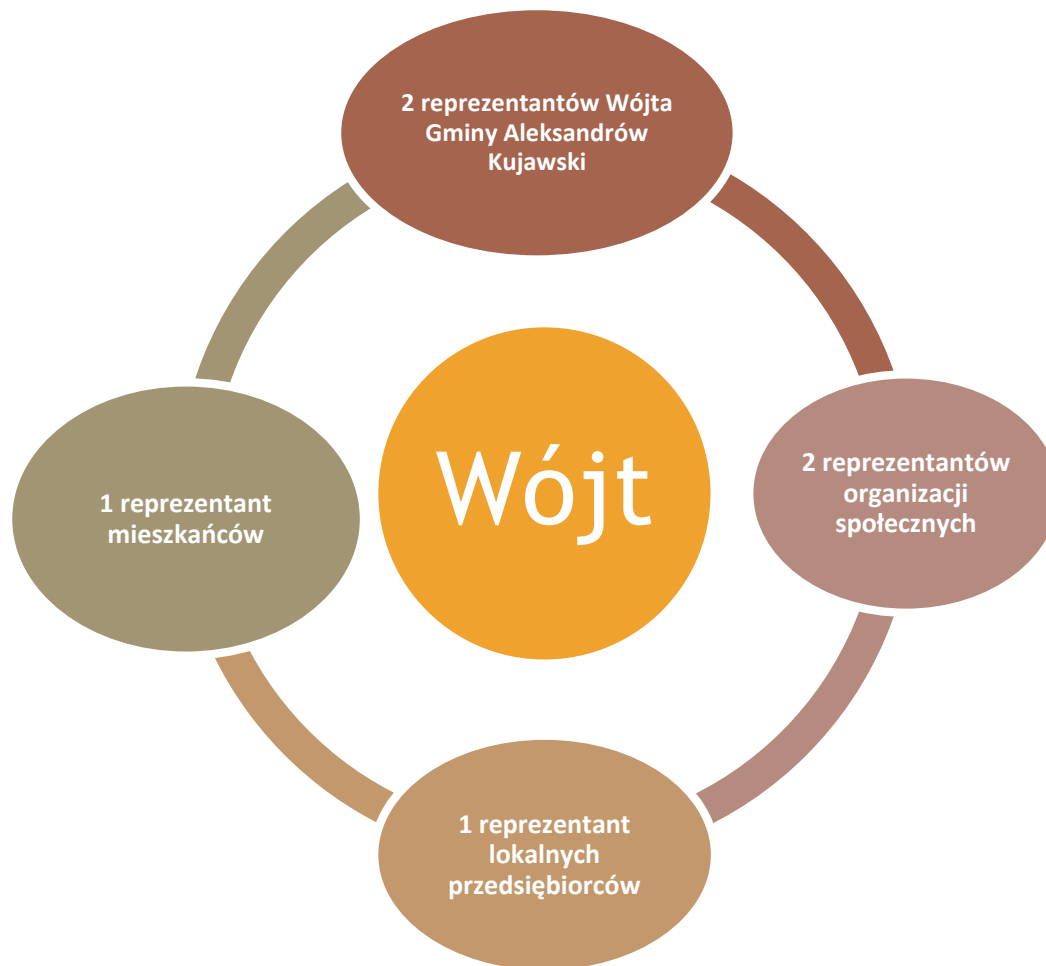 2 reprezentantów Wójta
Gminy Aleksandrów
Kujawski
1 reprezentant
mieszkańców
Wójt
2 reprezentantów
organizacji
społecznych
1 reprezentant
lokalnych
przedsiębiorców